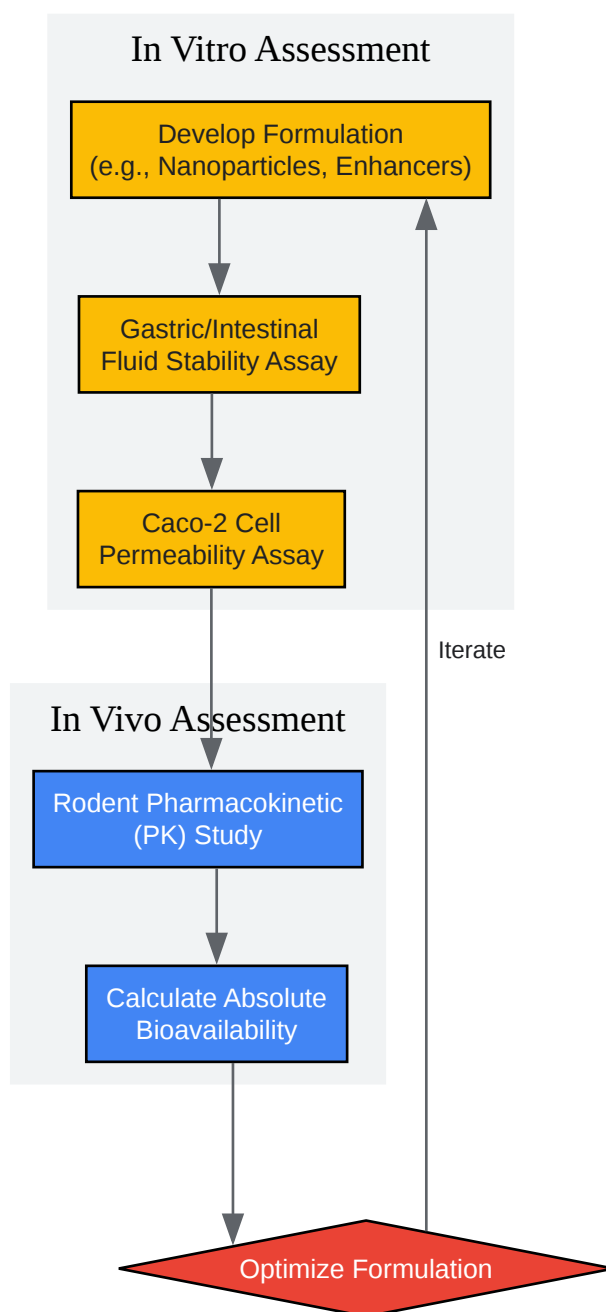 In Vitro Assessment
Develop Formulation
(e.g., Nanoparticles, Enhancers)
Gastric/Intestinal
Fluid Stability Assay
Caco-2 Cell
Permeability Assay
Iterate
In Vivo Assessment
Rodent Pharmacokinetic
(PK) Study
Calculate Absolute
Bioavailability
Optimize Formulation